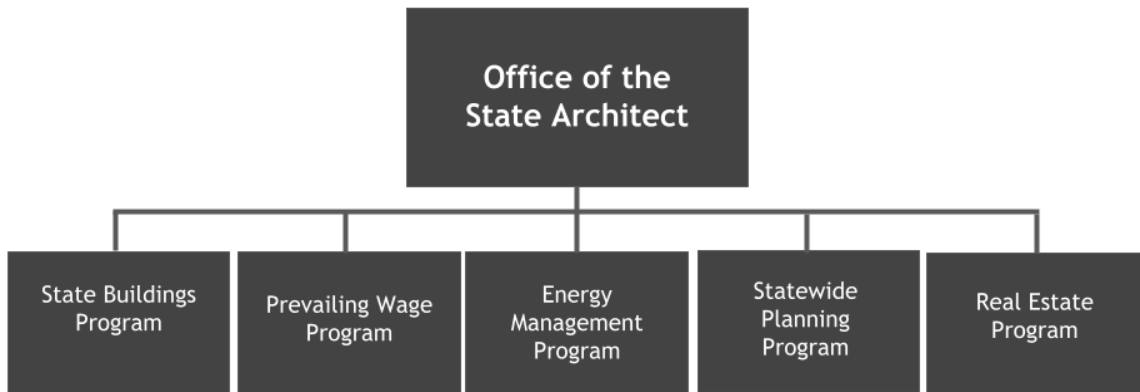 Office of the
State Architect
State Buildings
Program
Prevailing Wage
Program
Energy
Management
Program
Statewide
Planning
Program
Real Estate
Program